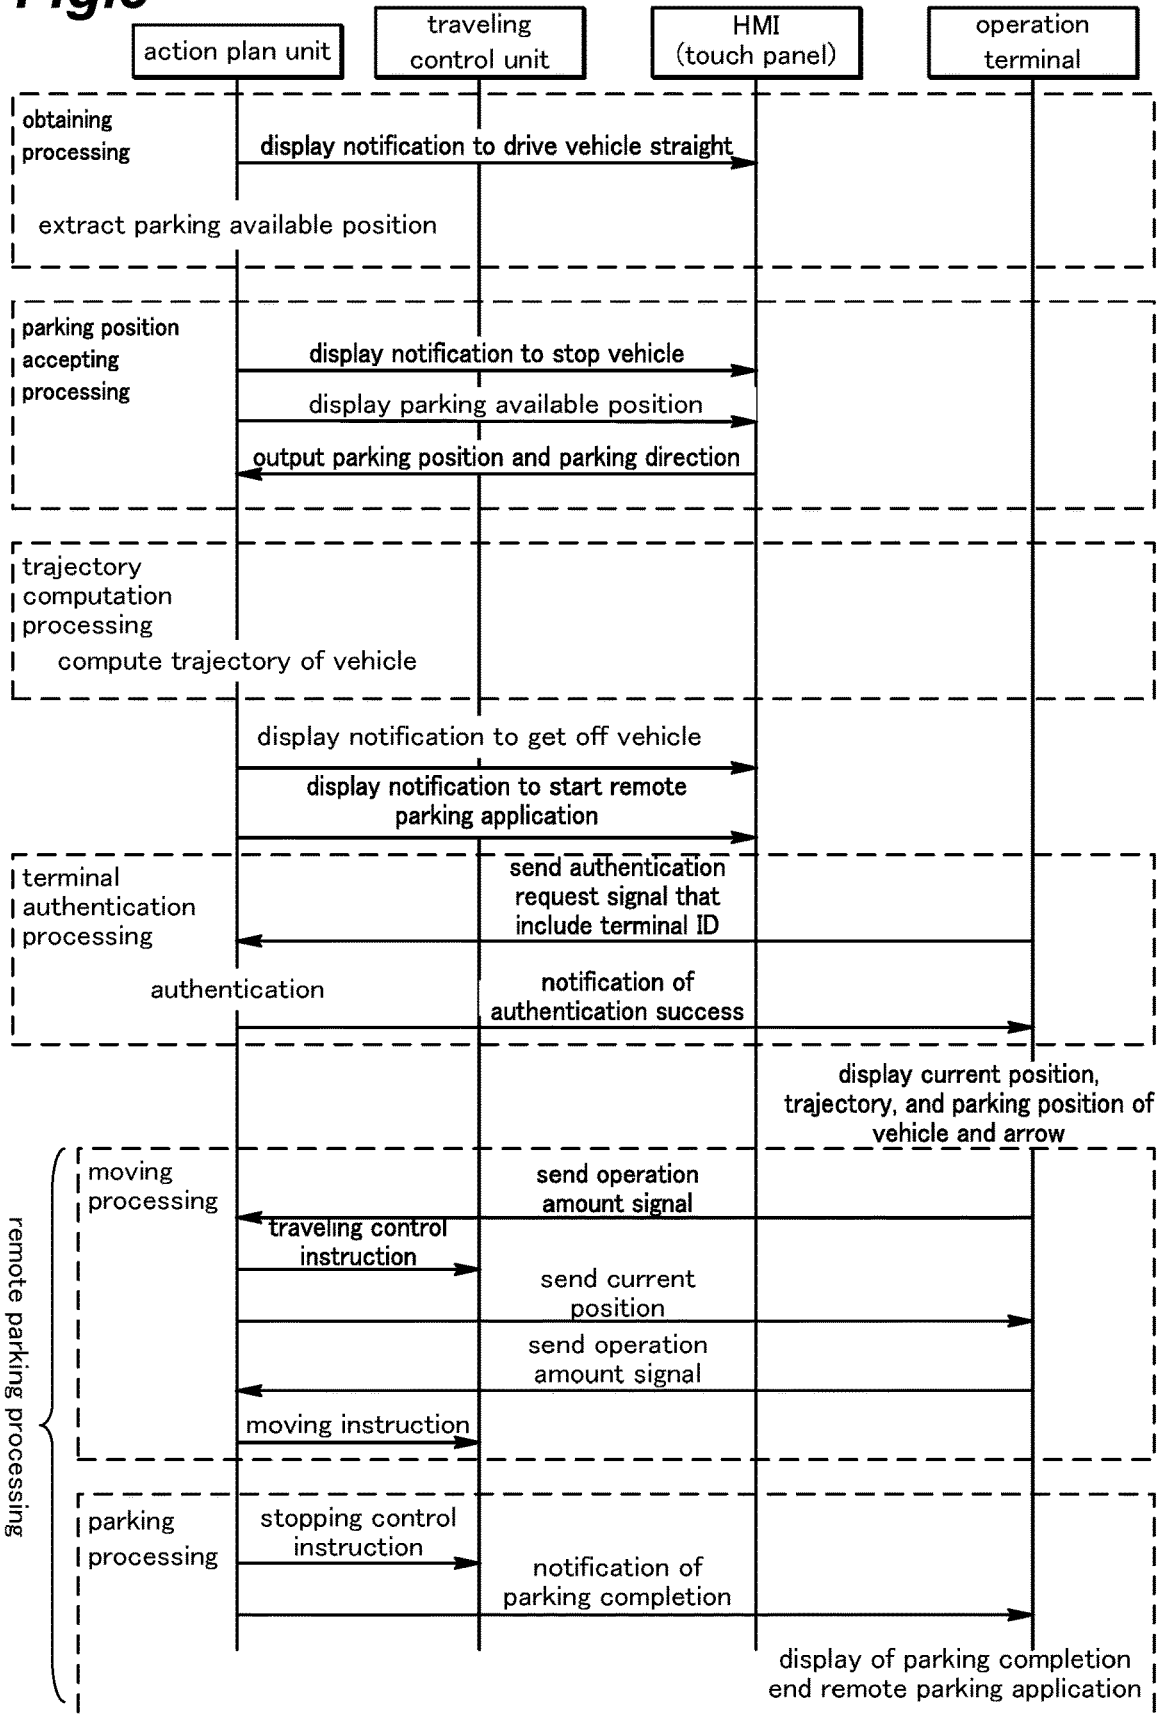 action plan unit
traveling
control unit
HMI
(touch panel)
operation
terminal
obtaining
processing
display notification to drive vehicle straight
extract parking available position
parking position
accepting
processing
display notification to stop vehicle
display parking available position
output parking position and parking direction
trajectory
computation
processing
compute trajectory of vehicle
display notification to get off vehicle
display notification to start remote
parking application
terminal
authentication
processing
send authentication
request signal that
include terminal ID
authentication
notification of
authentication success
display current position,
trajectory, and parking position of
vehicle and arrow
remote parking processing
moving
processing
send operation
amount signal
traveling control
instruction
send current
position
send operation
amount signal
moving instruction
parking
processing
stopping control
instruction
notification of
parking completion
display of parking completion
end remote parking application